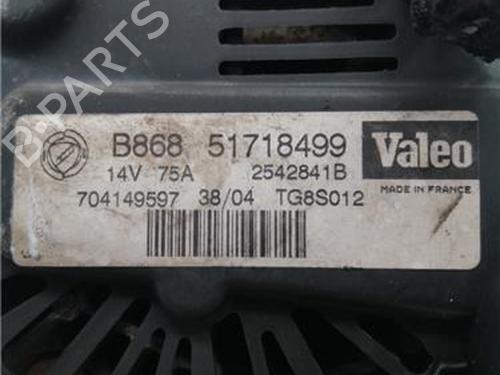 B-PARTS
B868 51718499
Valeo
14V 75A 2542841B
MADE IN FRANCE
704149597 38/04 TG8S012